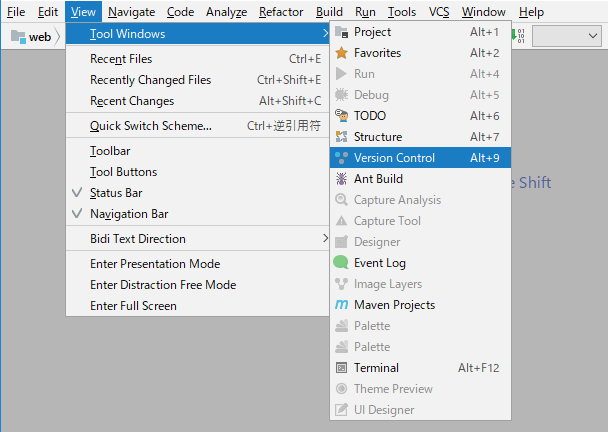 File Edit View Navigate Code Analyze Refactor Build Run Tools VCS Window Help
web
Tool Windows
Recent Files Ctrl+E
Recently Changed Files Ctrl+Shift+E
Recent Changes Alt+Shift+C
Quick Switch Scheme... Ctrl+逆引用符
Toolbar
Tool Buttons
Status Bar
Navigation Bar
Bidi Text Direction
Enter Presentation Mode
Enter Distraction Free Mode
Enter Full Screen
Project Alt+1
Favorites Alt+2
Run Alt+4
Debug Alt+5
TODO Alt+6
Structure Alt+7
Version Control Alt+9
Ant Build
Capture Analysis
Capture Tool
Designer
Event Log
Image Layers
Maven Projects
Palette
Palette
Terminal Alt+F12
Theme Preview
UI Designer
Shift